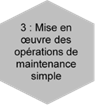 3 : Mise en
œuvre des
opérations de
maintenance
simple